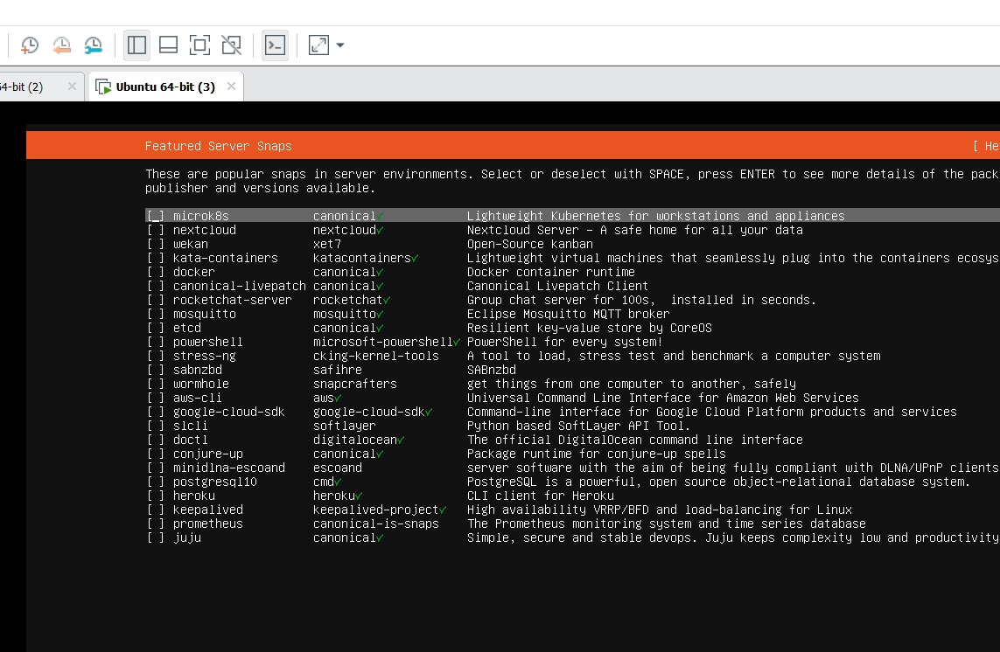 64-bit (2)
Ubuntu 64-bit (3)
Featured Server Snaps [ He
These are popular snaps in server environments. Select or deselect with SPACE, press ENTER to see more details of the pack
publisher and versions available.
[ ] microk8s canonical✓ Lightweight Kubernetes for workstations and appliances
[ ] nextcloud nextcloud✓ Nextcloud Server – A safe home for all your data
[ ] wekan xet7 Open-Source kanban
[ ] kata-containers katacontainers✓ Lightweight virtual machines that seamlessly plug into the containers ecosys
[ ] docker canonical✓ Docker container runtime
[ ] canonical-livepatch canonical✓ Canonical Livepatch Client
[ ] rocketchat-server rocketchat✓ Group chat server for 100s, installed in seconds.
[ ] mosquitto mosquitto✓ Eclipse Mosquitto MQTT broker
[ ] etcd canonical✓ Resilient key-value store by CoreOS
[ ] powershell microsoft-powershell✓ PowerShell for every system!
[ ] stress-ng cking-kernel-tools A tool to load, stress test and benchmark a computer system
[ ] sabnzbd safihre SABnzbd
[ ] wormhole snapcrafters get things from one computer to another, safely
[ ] aws-cli aws✓ Universal Command Line Interface for Amazon Web Services
[ ] google-cloud-sdk google-cloud-sdk✓ Command-line interface for Google Cloud Platform products and services
[ ] slcli softlayer Python based SoftLayer API Tool.
[ ] doctl digitalocean✓ The official DigitalOcean command line interface
[ ] conjure-up canonical✓ Package runtime for conjure-up spells
[ ] minidlna-escoand escoand server software with the aim of being fully compliant with DLNA/UPnP clients
[ ] postgresql10 cmd✓ PostgreSQL is a powerful, open source object-relational database system.
[ ] heroku heroku✓ CLI client for Heroku
[ ] keepalived keepalived-project✓ High availability VRRP/BFD and load-balancing for Linux
[ ] prometheus canonical-is-snaps The Prometheus monitoring system and time series database
[ ] juju canonical✓ Simple, secure and stable devops. Juju keeps complexity low and productivity